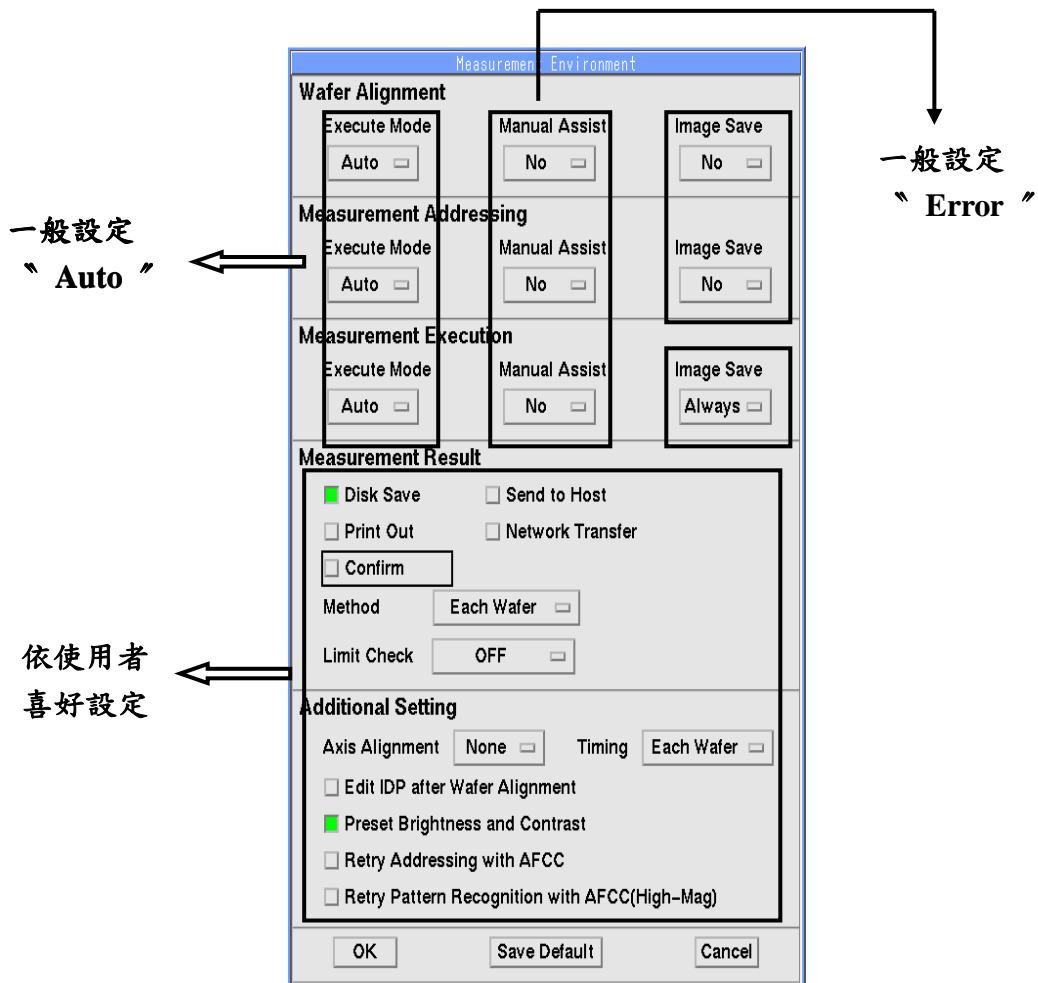 Measurement Environment
Wafer Alignment
Execute Mode Manual Assist Image Save
Auto No No
Measurement Addressing
Execute Mode Manual Assist Image Save
Auto No No
Measurement Execution
Execute Mode Manual Assist Image Save
Auto No Always
Measurement Result
Disk Save Send to Host
Print Out Network Transfer
Confirm
Method Each Wafer
Limit Check OFF
Additional Setting
Axis Alignment None Timing Each Wafer
Edit IDP after Wafer Alignment
Preset Brightness and Contrast
Retry Addressing with AFCC
Retry Pattern Recognition with AFCC(High-Mag)
OK Save Default Cancel
一般設定
〝 Error 〞
一般設定
〝 Auto 〞
依使用者
喜好設定